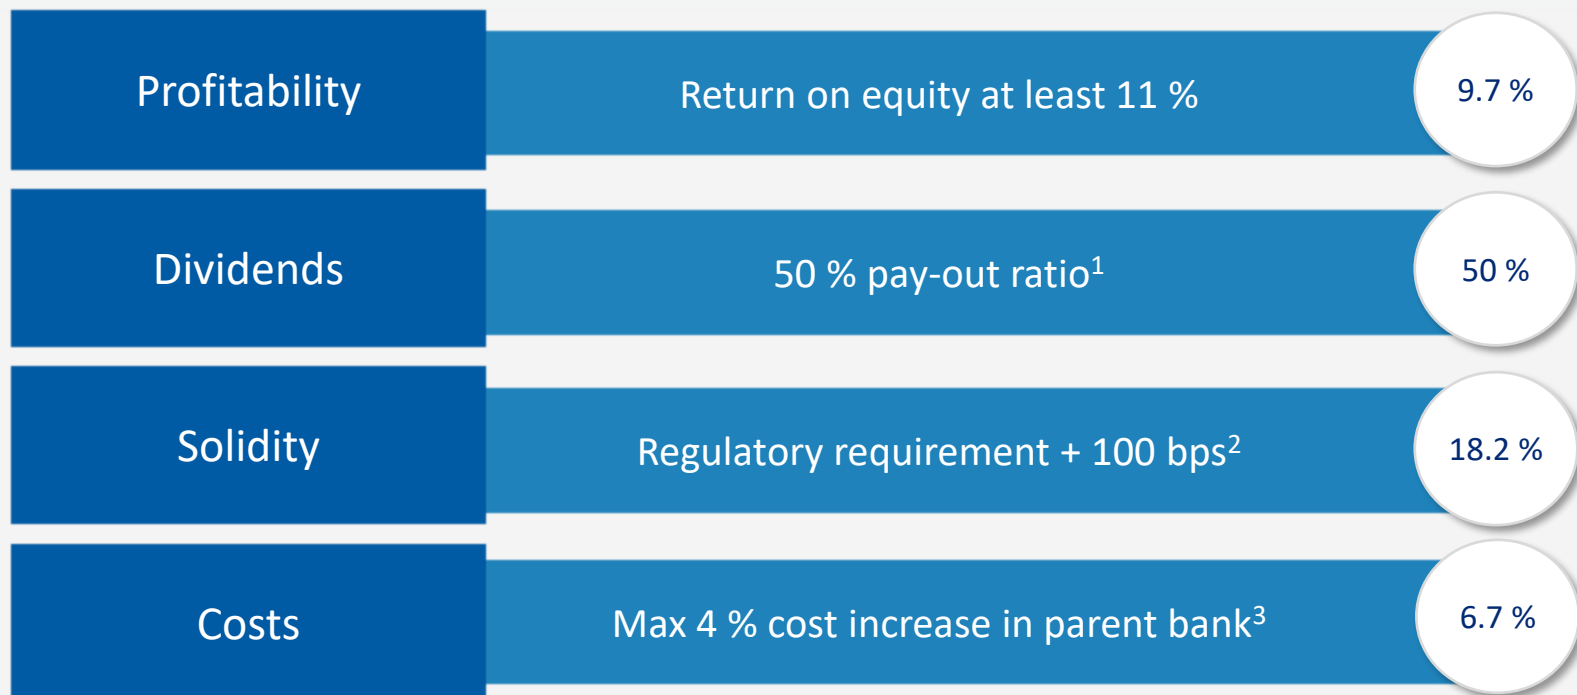 Profitability
Return on equity at least 11 %
9.7 %
Dividends
50 % pay-out ratio¹
50 %
Solidity
Regulatory requirement + 100 bps²
18.2 %
Costs
Max 4 % cost increase in parent bank³
6.7 %